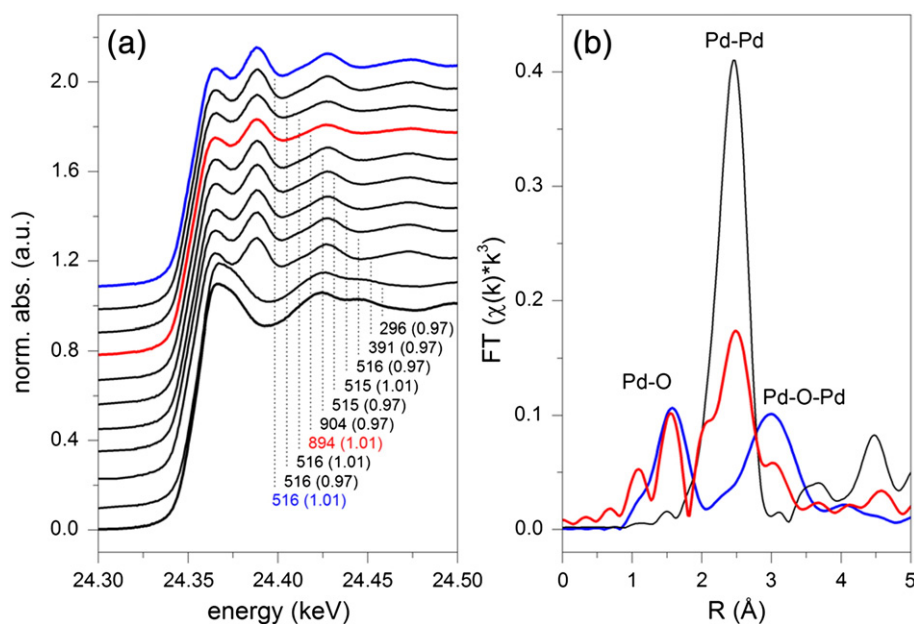 (a)
norm. abs. (a.u.)
2.0
1.6
1.2
0.8
0.4
0.0
296 (0.97)
391 (0.97)
516 (0.97)
515 (1.01)
515 (0.97)
904 (0.97)
894 (1.01)
516 (1.01)
516 (0.97)
516 (1.01)
24.30 24.35 24.40 24.45 24.50
energy (keV)
(b)
FT (χ(k)*k³)
0.4
0.3
0.2
0.1
0.0
Pd-Pd
Pd-O
Pd-O-Pd
0 1 2 3 4 5
R (Å)